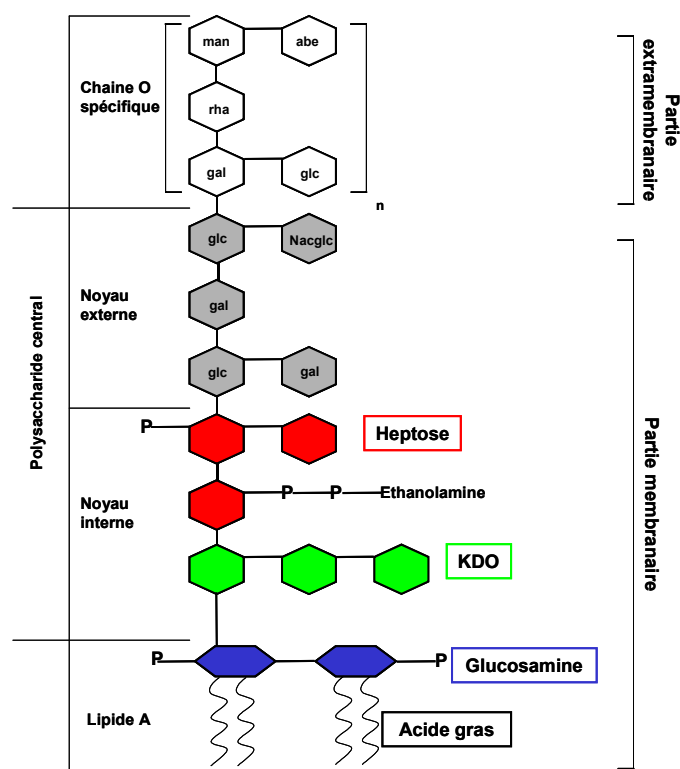 man
abe
Chaine O
spécifique
rha
gal
glc
n
Partie
extramembranaire
glc
Nacglc
Noyau
externe
gal
glc
gal
Polysaccharide central
P
Heptose
Noyau
interne
P
P
Ethanolamine
KDO
Partie membranaire
P
P
Glucosamine
Lipide A
Acide gras